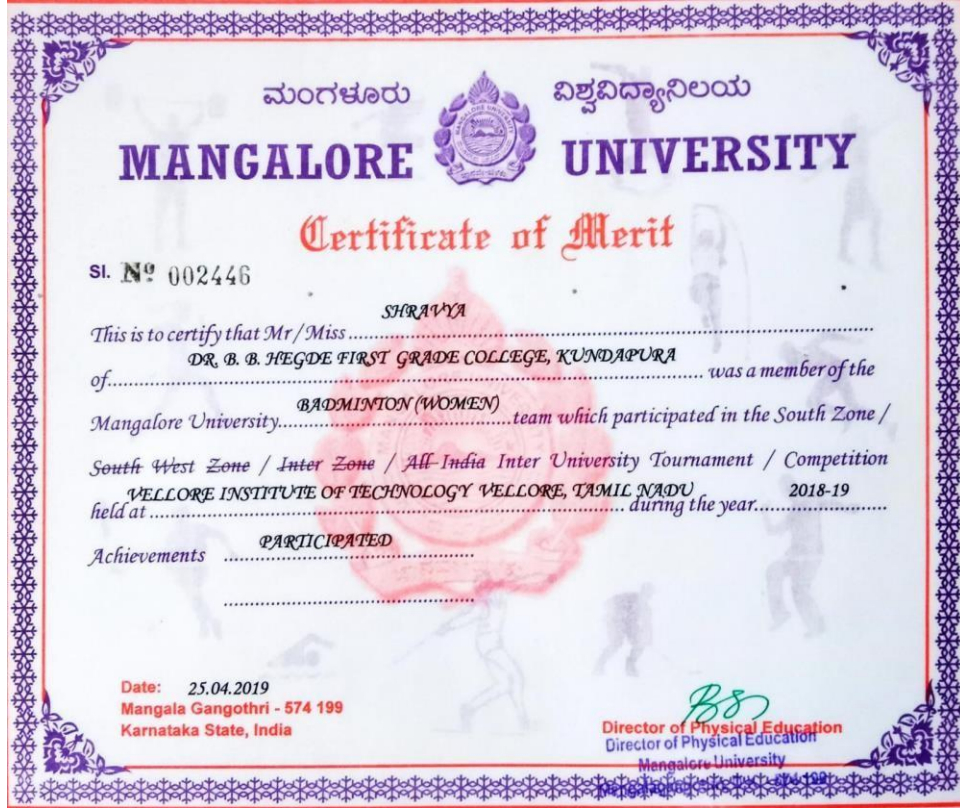 ಮಂಗಳೂರು ವಿಶ್ವವಿದ್ಯಾನಿಲಯ
MANGALORE UNIVERSITY
Certificate of Merit
Sl. Nº 002446
This is to certify that Mr/Miss SHRAVYA
of DR. B. B. HEGDE FIRST GRADE COLLEGE, KUNDAPURA was a member of the
Mangalore University BADMINTON (WOMEN) team which participated in the South Zone /
South West Zone / Inter Zone / All India Inter University Tournament / Competition
held at VELLORE INSTITUTE OF TECHNOLOGY VELLORE, TAMIL NADU during the year 2018-19
Achievements PARTICIPATED
Date: 25.04.2019
Mangala Gangothri - 574 199
Karnataka State, India
Director of Physical Education
Director of Physical Education
Mangalore University